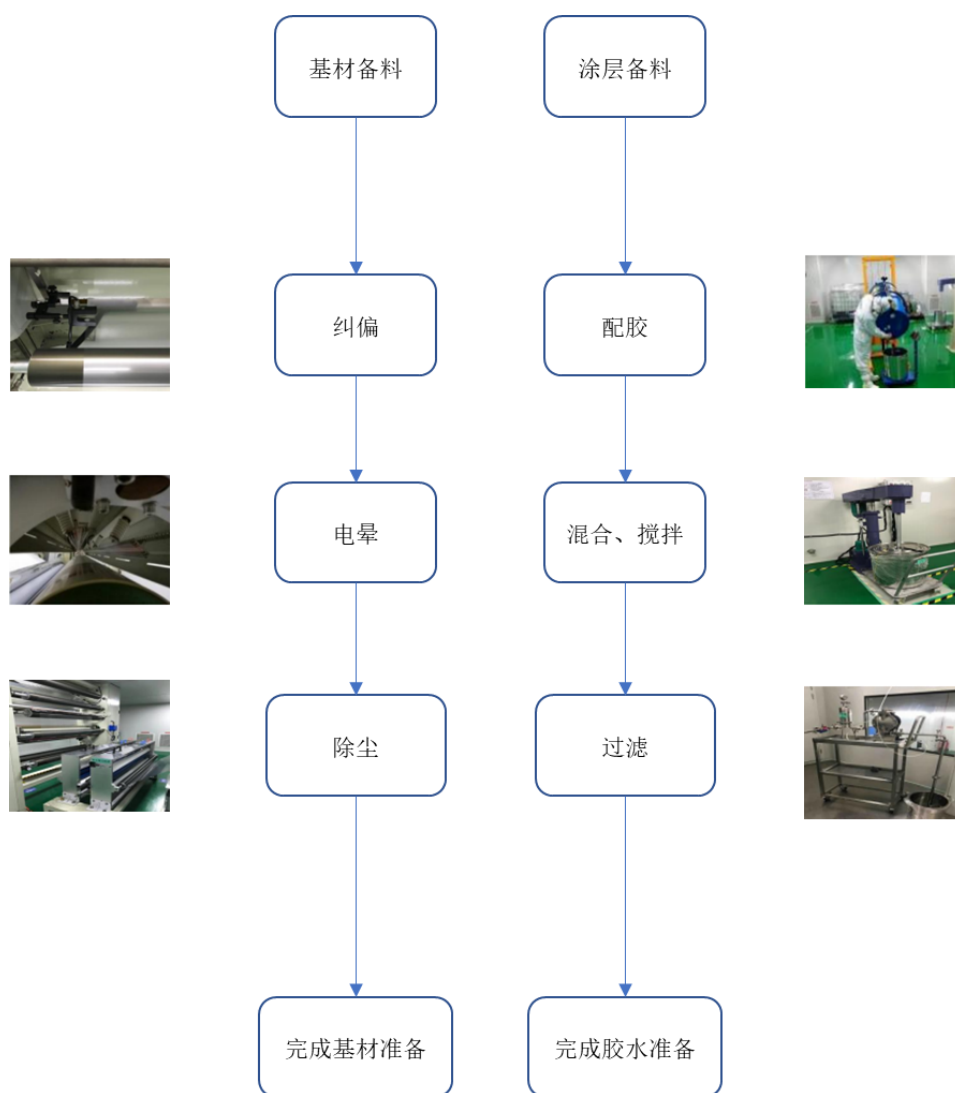 基材备料
涂层备料
纠偏
配胶
电晕
混合、搅拌
除尘
过滤
完成基材准备
完成胶水准备